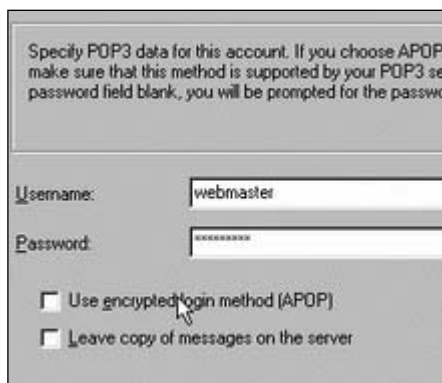 Specify POP3 data for this account. If you choose APOP
make sure that this method is supported by your POP3 se
password field blank, you will be prompted for the passwo
Username: webmaster
Password: *********
Use encrypted login method (APOP)
Leave copy of messages on the server